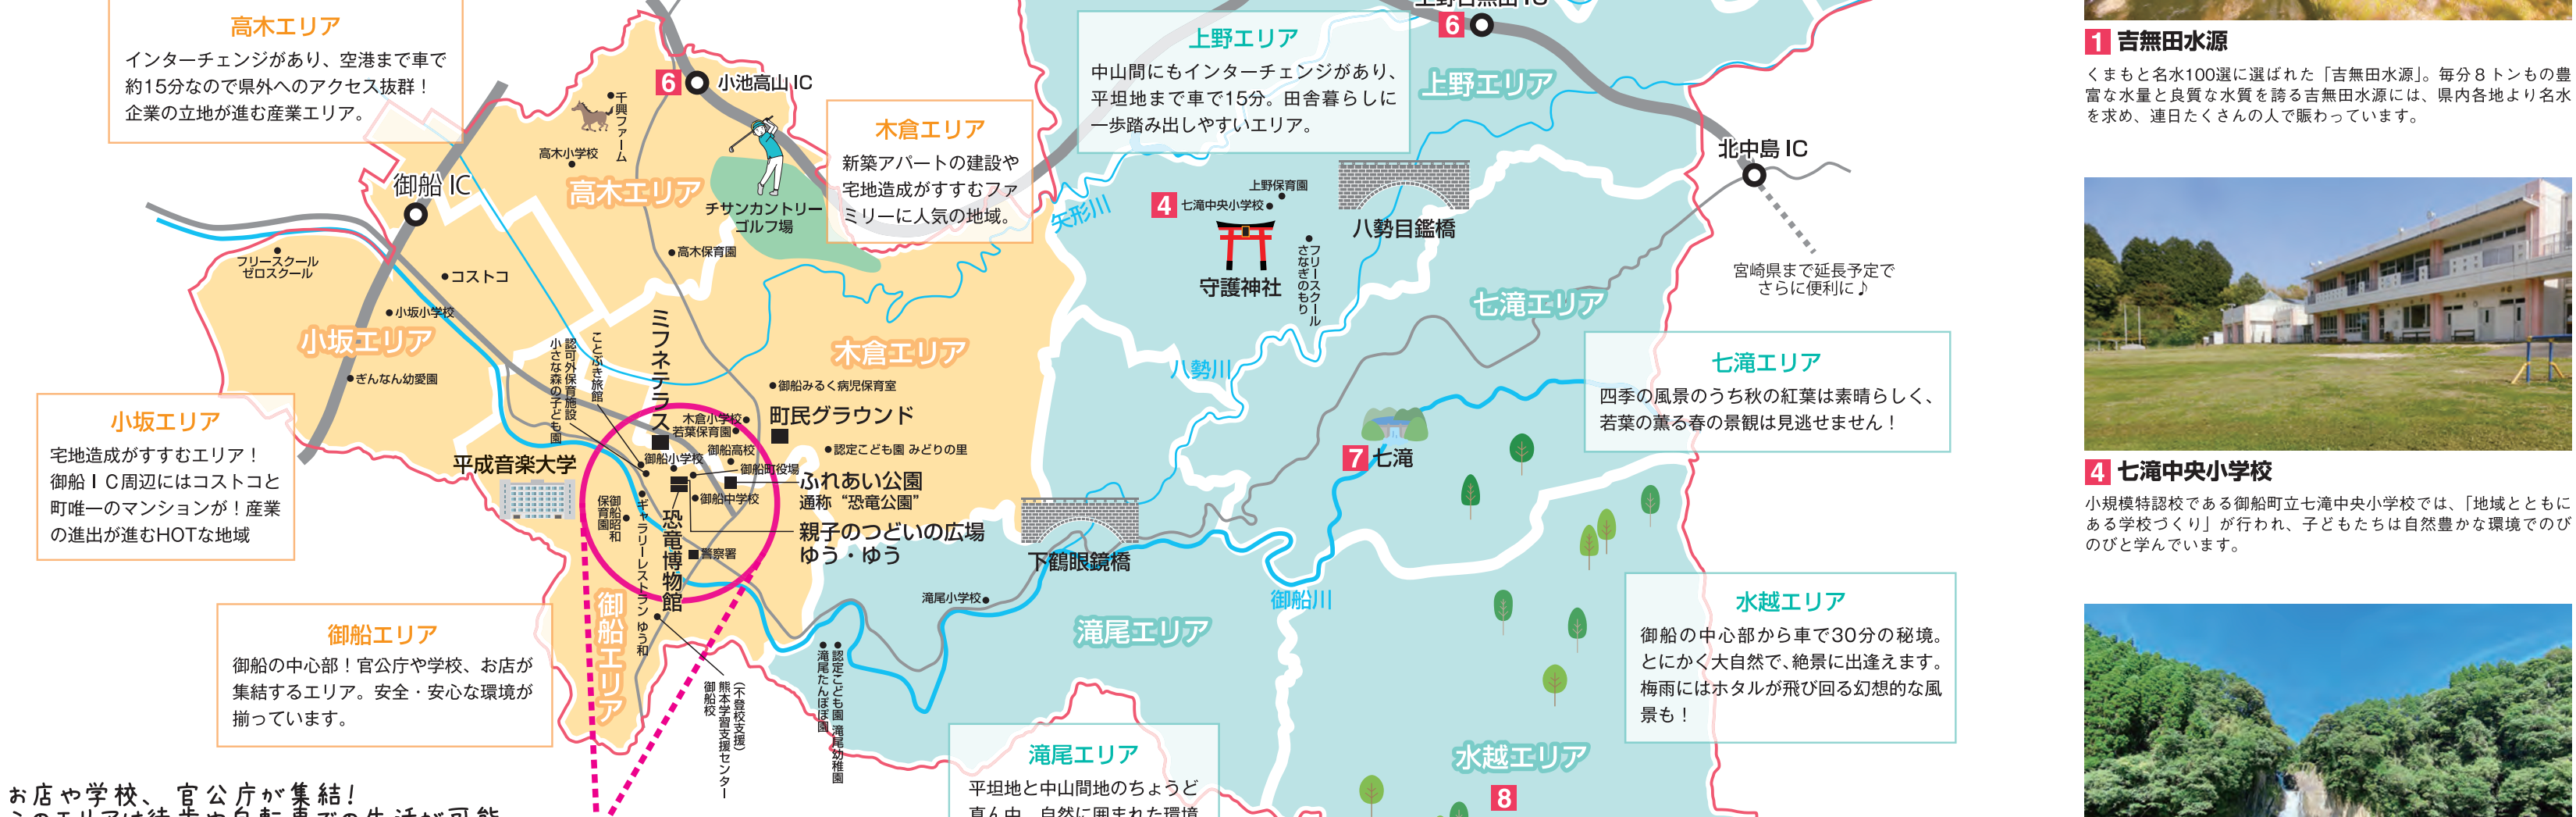 高木エリア
インターチェンジがあり、空港まで車で
約15分なので県外へのアクセス抜群！
企業の立地が進む産業エリア。
6 小池高山 IC
千興ファーム
高木小学校
高木エリア
チサンカントリー
ゴルフ場
高木保育園
木倉エリア
新築アパートの建設や
宅地造成がすすむファ
ミリーに人気の地域。
御船 IC
フリースクール
ゼロスクール
コストコ
小坂小学校
小坂エリア
ぎんなん幼愛園
小坂エリア
宅地造成がすすむエリア！
御船ＩＣ周辺にはコストコと
町唯一のマンションが！産業
の進出が進むHOTな地域
木倉エリア
ミフネテラス
ことぶき旅館
認可外保育施設
小さな森の子ども園
御船みるく病児保育室
町民グラウンド
木倉小学校
若葉保育園
御船高校
認定こども園 みどりの里
御船小学校
御船町役場
平成音楽大学
ふれあい公園
通称“恐竜公園”
御船中学校
親子のつどいの広場
ゆう・ゆう
恐竜博物館
警察署
御船昭和
保育園
ギャラリーレストラン ゆう和
御船エリア
御船エリア
御船の中心部！官公庁や学校、お店が
集結するエリア。安全・安心な環境が
揃っています。
（不登校支援）
熊本学習支援センター
御船校
認定こども園 滝尾幼稚園
滝尾たんぽぽ園
お店や学校、官公庁が集結！
上野エリア
中山間にもインターチェンジがあり、
平坦地まで車で15分。田舎暮らしに
一歩踏み出しやすいエリア。
6
上野エリア
北中島 IC
宮崎県まで延長予定で
さらに便利に♪
矢形川
4
上野保育園
七滝中央小学校
守護神社
フリースクール
さなぎのもり
八勢目鑑橋
七滝エリア
八勢川
七滝エリア
四季の風景のうち秋の紅葉は素晴らしく、
若葉の薫る春の景観は見逃せません！
7 七滝
下鶴眼鏡橋
滝尾小学校
御船川
滝尾エリア
滝尾エリア
平坦地と中山間地のちょうど
真ん中。自然に囲まれた環境
水越エリア
御船の中心部から車で30分の秘境。
とにかく大自然で、絶景に出逢えます。
梅雨にはホタルが飛び回る幻想的な風
景も！
水越エリア
8
1 吉無田水源
くまもと名水100選に選ばれた「吉無田水源」。毎分８トンもの豊
富な水量と良質な水質を誇る吉無田水源には、県内各地より名水
を求め、連日たくさんの人で賑わっています。
4 七滝中央小学校
小規模特認校である御船町立七滝中央小学校では、「地域とともに
ある学校づくり」が行われ、子どもたちは自然豊かな環境でのび
のびと学んでいます。